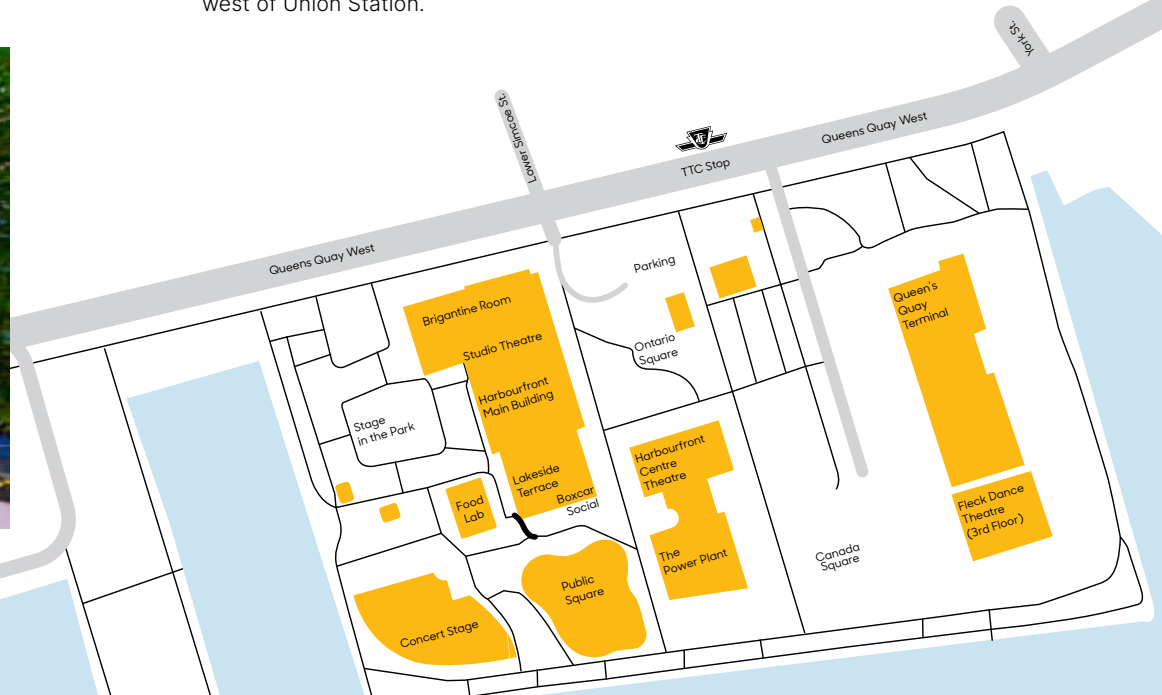 west of Union Station.
York St.
Lower Simcoe St.
Queens Quay West
TTC Stop
Queens Quay West
Parking
Brigantine Room
Queen's
Quay
Terminal
Studio Theatre
Ontario
Square
Harbourfront
Main Building
Stage
in the Park
Harbourfront
Centre
Theatre
Lakeside
Terrace
Boxcar
Social
Food
Lab
Fleck Dance
Theatre
(3rd Floor)
The
Power Plant
Canada
Square
Public
Square
Concert Stage